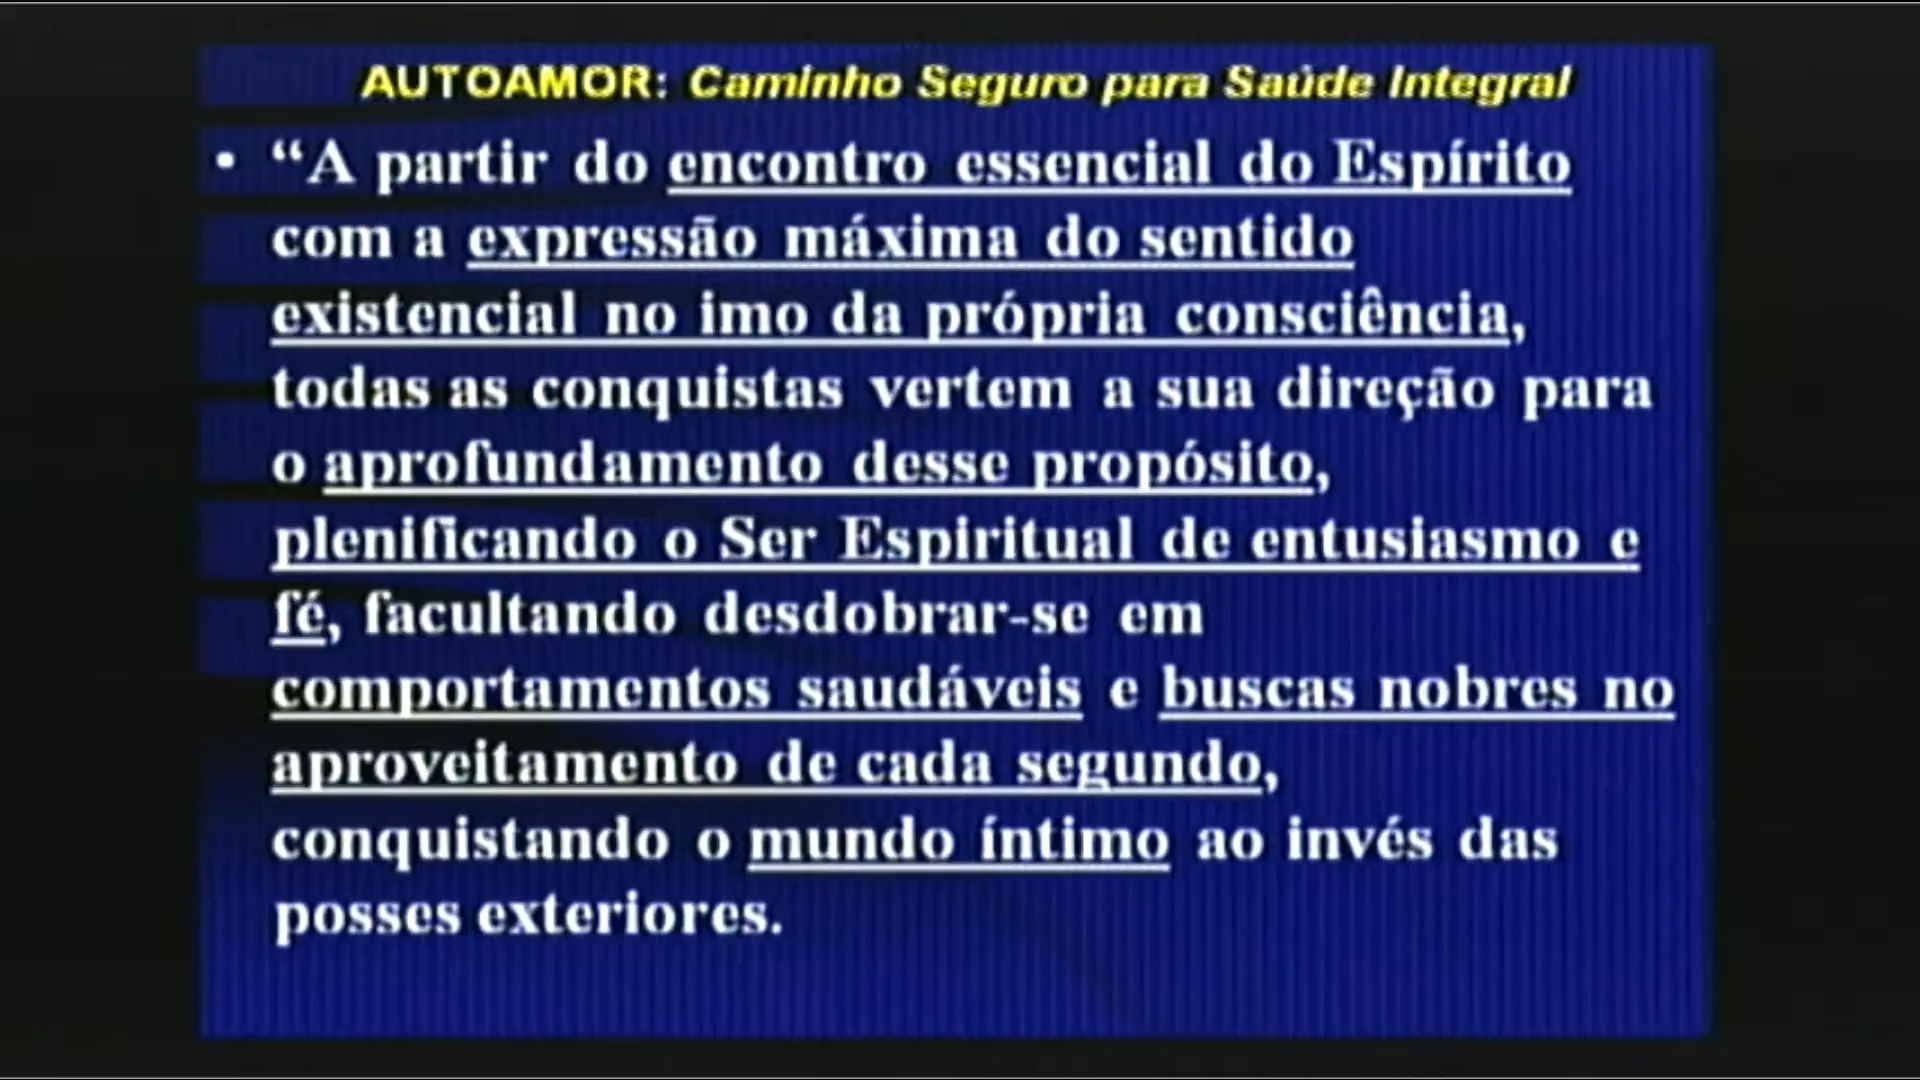 AUTOAMOR: Caminho Seguro para Saúde Integral
• “A partir do encontro essencial do Espírito
com a expressão máxima do sentido
existencial no imo da própria consciência,
todas as conquistas vertem a sua direção para
o aprofundamento desse propósito,
plenificando o Ser Espiritual de entusiasmo e
fé, facultando desdobrar-se em
comportamentos saudáveis e buscas nobres no
aproveitamento de cada segundo,
conquistando o mundo íntimo ao invés das
posses exteriores.